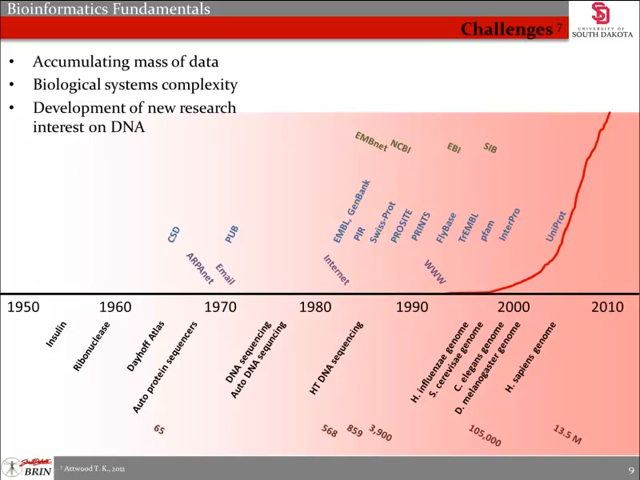 Bioinformatics Fundamentals
Challenges 7
UNIVERSITY OF
SOUTH DAKOTA
• Accumulating mass of data
• Biological systems complexity
• Development of new research
interest on DNA
EMBnet
NCBI
EBI
SIB
CSD
PUB
EMBL, GenBank
PIR
Swiss-Prot
PROSITE
PRINTS
FlyBase
TrEMBL
pfam
InterPro
UniProt
ARPAnet
Email
Internet
WWW
1950 1960 1970 1980 1990 2000 2010
Insulin
Ribonuclease
Dayhoff Atlas
Auto protein sequencers
DNA sequencing
Auto DNA sequncing
HT DNA sequencing
H. influenzae genome
S. cerevisae genome
C. elegans genome
D. melanogaster genome
H. sapiens genome
65
568
859
3,900
105,000
13.5 M
BRIN
7 Attwood T. K., 2011
9